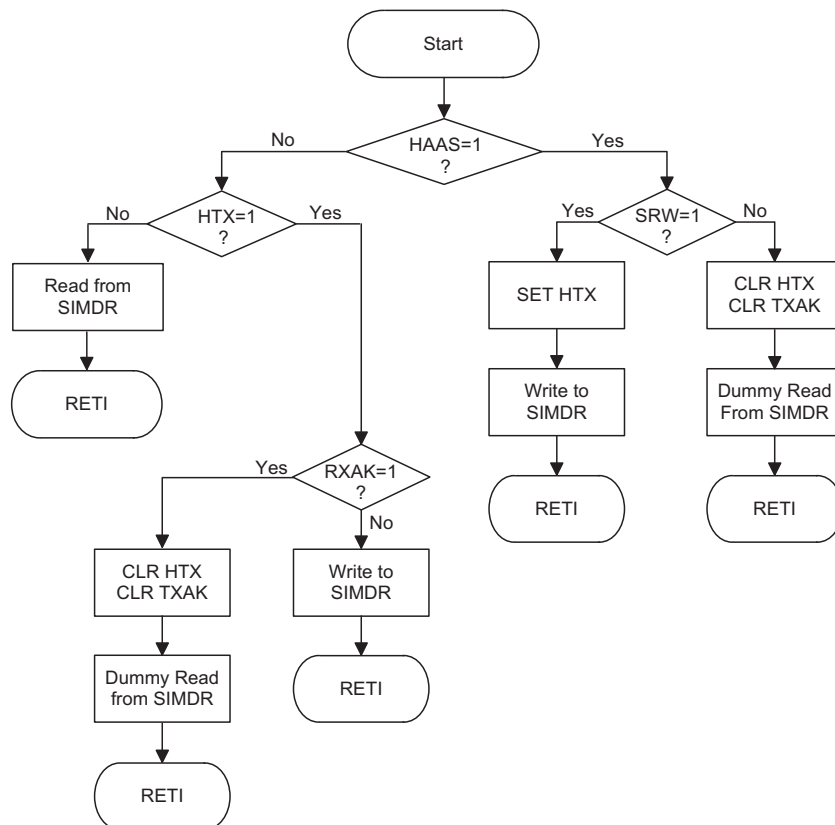 Start
HAAS=1
?
No
Yes
HTX=1
?
No
Yes
SRW=1
?
Yes
No
Read from
SIMDR
SET HTX
CLR HTX
CLR TXAK
RETI
Write to
SIMDR
Dummy Read
From SIMDR
RXAK=1
?
Yes
No
RETI
RETI
CLR HTX
CLR TXAK
Write to
SIMDR
Dummy Read
from SIMDR
RETI
RETI